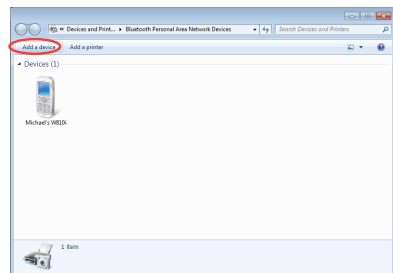 « Devices and Print... ▸ Bluetooth Personal Area Network Devices
Search Devices and Printers
Add a device Add a printer
Devices (1)
Michael's W810i
1 item